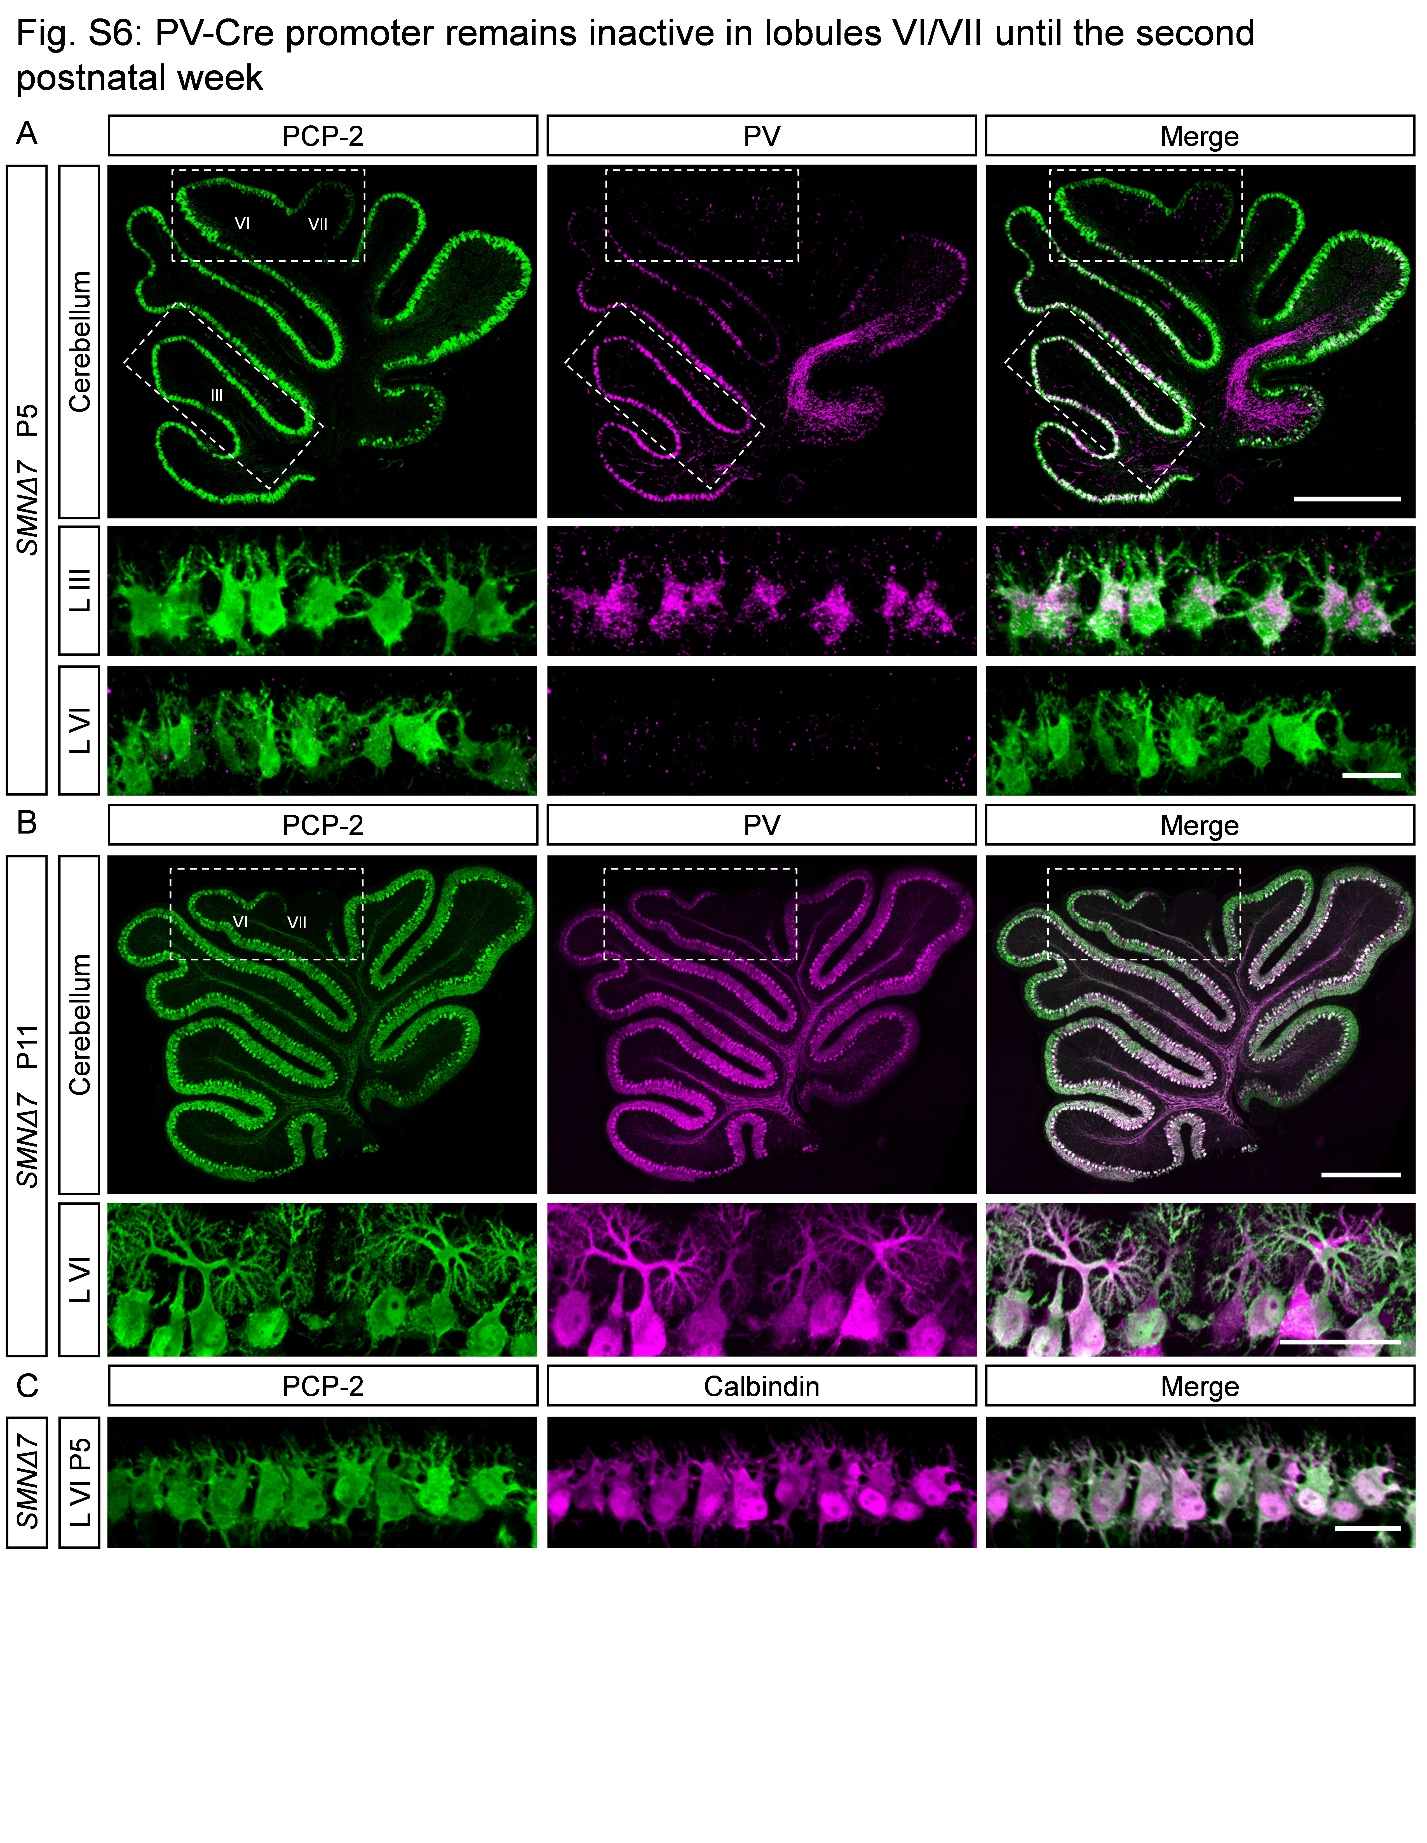 Fig. S6: PV-Cre promoter remains inactive in lobules VI/VII until the second
postnatal week
A
PCP-2
PV
Merge
SMNΔ7 P5
Cerebellum
VI
VII
III
L III
L VI
B
PCP-2
PV
Merge
SMNΔ7 P11
Cerebellum
VI
VII
L VI
C
PCP-2
Calbindin
Merge
SMNΔ7
L VI P5